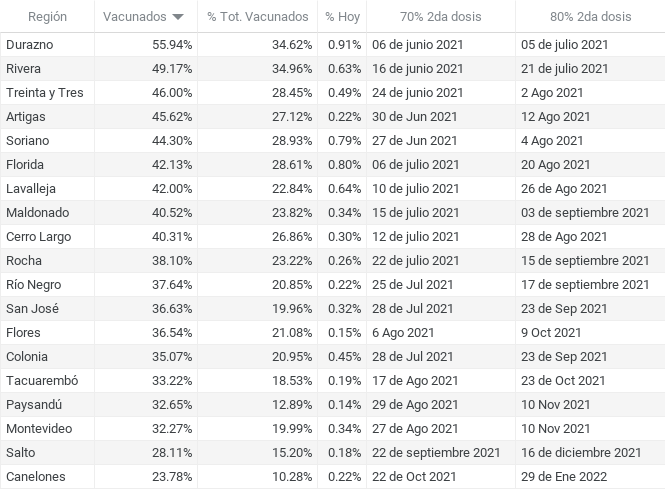 Región Vacunados % Tot. Vacunados % Hoy 70% 2da dosis 80% 2da dosis
Durazno 55.94% 34.62% 0.91% 06 de junio 2021 05 de julio 2021
Rivera 49.17% 34.96% 0.63% 16 de junio 2021 21 de julio 2021
Treinta y Tres 46.00% 28.45% 0.49% 24 de junio 2021 2 Ago 2021
Artigas 45.62% 27.12% 0.22% 30 de Jun 2021 12 Ago 2021
Soriano 44.30% 28.93% 0.79% 27 de Jun 2021 4 Ago 2021
Florida 42.13% 28.61% 0.80% 06 de julio 2021 20 Ago 2021
Lavalleja 42.00% 22.84% 0.64% 10 de julio 2021 26 de Ago 2021
Maldonado 40.52% 23.82% 0.34% 15 de julio 2021 03 de septiembre 2021
Cerro Largo 40.31% 26.86% 0.30% 12 de julio 2021 28 de Ago 2021
Rocha 38.10% 23.22% 0.26% 22 de julio 2021 15 de septiembre 2021
Río Negro 37.64% 20.85% 0.22% 25 de Jul 2021 17 de septiembre 2021
San José 36.63% 19.96% 0.32% 28 de Jul 2021 23 de Sep 2021
Flores 36.54% 21.08% 0.15% 6 Ago 2021 9 Oct 2021
Colonia 35.07% 20.95% 0.45% 28 de Jul 2021 23 de Sep 2021
Tacuarembó 33.22% 18.53% 0.19% 17 de Ago 2021 23 de Oct 2021
Paysandú 32.65% 12.89% 0.14% 29 de Ago 2021 10 Nov 2021
Montevideo 32.27% 19.99% 0.34% 27 de Ago 2021 10 Nov 2021
Salto 28.11% 15.20% 0.18% 22 de septiembre 2021 16 de diciembre 2021
Canelones 23.78% 10.28% 0.22% 22 de Oct 2021 29 de Ene 2022